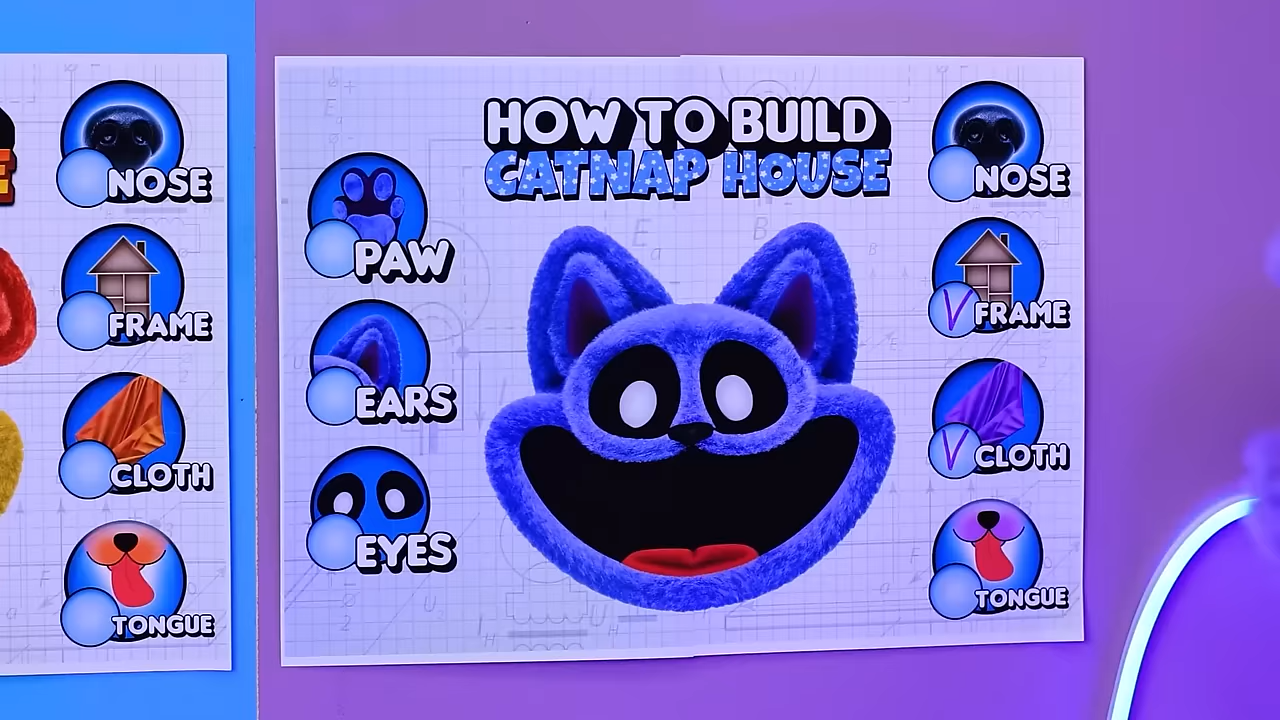 NOSE
FRAME
CLOTH
TONGUE
HOW TO BUILD
CATNAP HOUSE
PAW
EARS
EYES
NOSE
V FRAME
V CLOTH
TONGUE